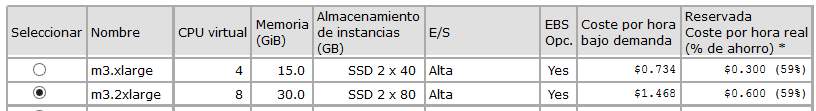 Seleccionar Nombre CPU virtual Memoria (GiB) Almacenamiento de instancias (GB) E/S EBS Opc. Coste por hora bajo demanda Reservada Coste por hora real (% de ahorro) *
m3.xlarge 4 15.0 SSD 2 x 40 Alta Yes $0.734 $0.300 (59%)
m3.2xlarge 8 30.0 SSD 2 x 80 Alta Yes $1.468 $0.600 (59%)